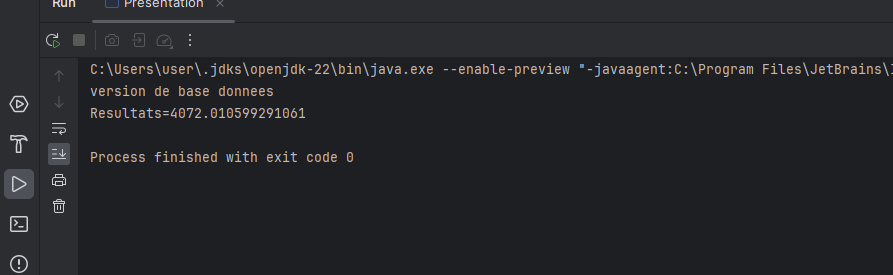 Run Presentation
C:\Users\user\.jdks\openjdk-22\bin\java.exe --enable-preview "-javaagent:C:\Program Files\JetBrains\
version de base donnees
Resultats=4072.010599291061
Process finished with exit code 0